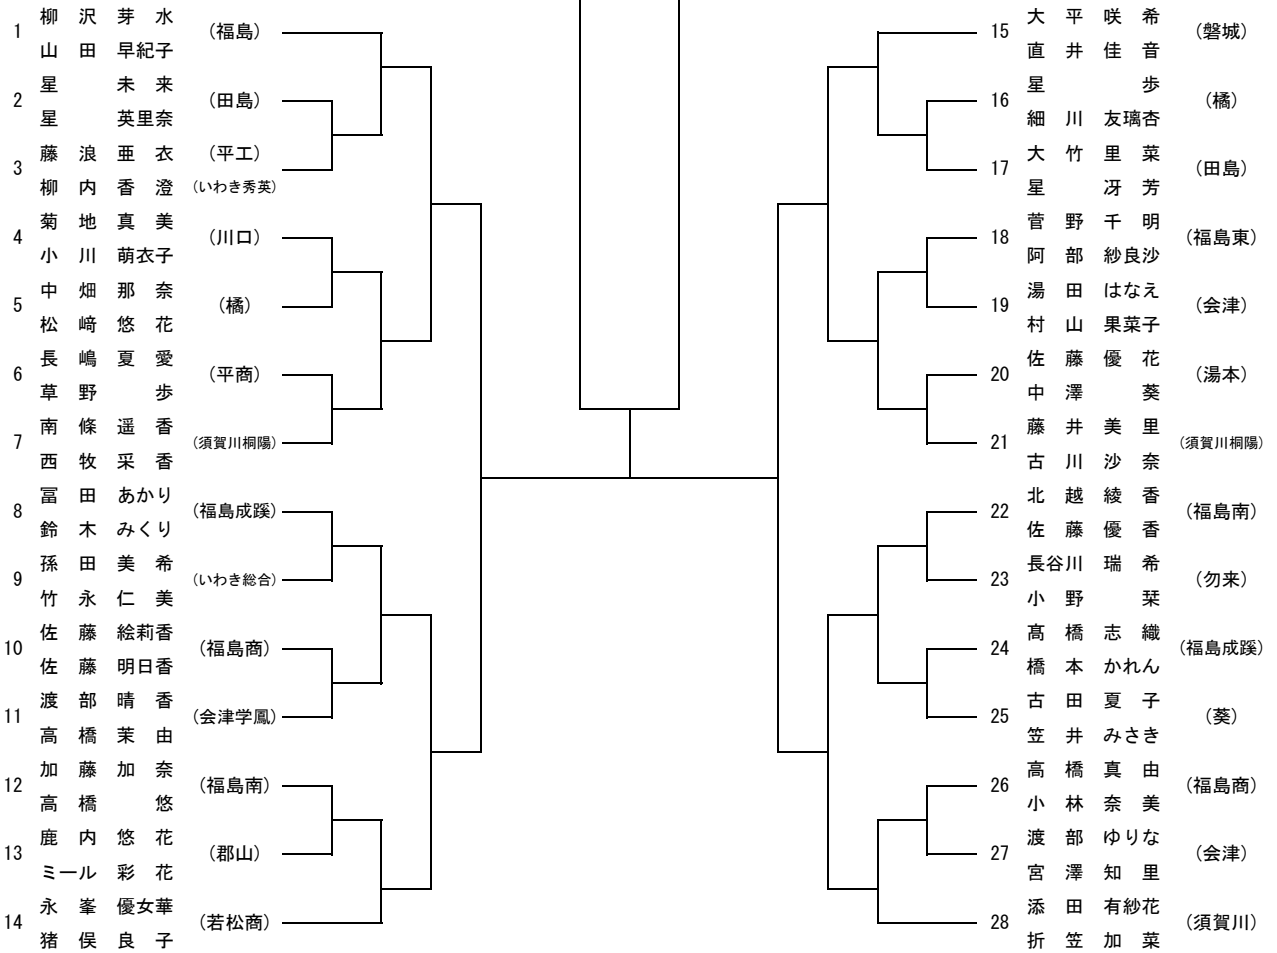 柳沢芽水
1 (福島)
山田早紀子
星未来
2 (田島)
星英里奈
藤浪亜衣 (平工)
3
柳内香澄 (いわき秀英)
菊地真美
4 (川口)
小川萌衣子
中畑那奈
5 (橘)
松﨑悠花
長嶋夏愛
6 (平商)
草野歩
南條遥香
7 (須賀川桐陽)
西牧采香
冨田あかり
8 (福島成蹊)
鈴木みくり
孫田美希
9 (いわき総合)
竹永仁美
佐藤絵莉香
10 (福島商)
佐藤明日香
渡部晴香
11 (会津学鳳)
高橋茉由
加藤加奈
12 (福島南)
高橋悠
鹿内悠花
13 (郡山)
ミール彩花
永峯優女華
14 (若松商)
猪俣良子
大平咲希
15 (磐城)
直井佳音
星歩
16 (橘)
細川友璃杏
大竹里菜
17 (田島)
星冴芳
菅野千明
18 (福島東)
阿部紗良沙
湯田はなえ
19 (会津)
村山果菜子
佐藤優花
20 (湯本)
中澤葵
藤井美里
21 (須賀川桐陽)
古川沙奈
北越綾香
22 (福島南)
佐藤優香
長谷川瑞希
23 (勿来)
小野栞
髙橋志織
24 (福島成蹊)
橋本かれん
古田夏子
25 (葵)
笠井みさき
高橋真由
26 (福島商)
小林奈美
渡部ゆりな
27 (会津)
宮澤知里
添田有紗花
28 (須賀川)
折笠加菜